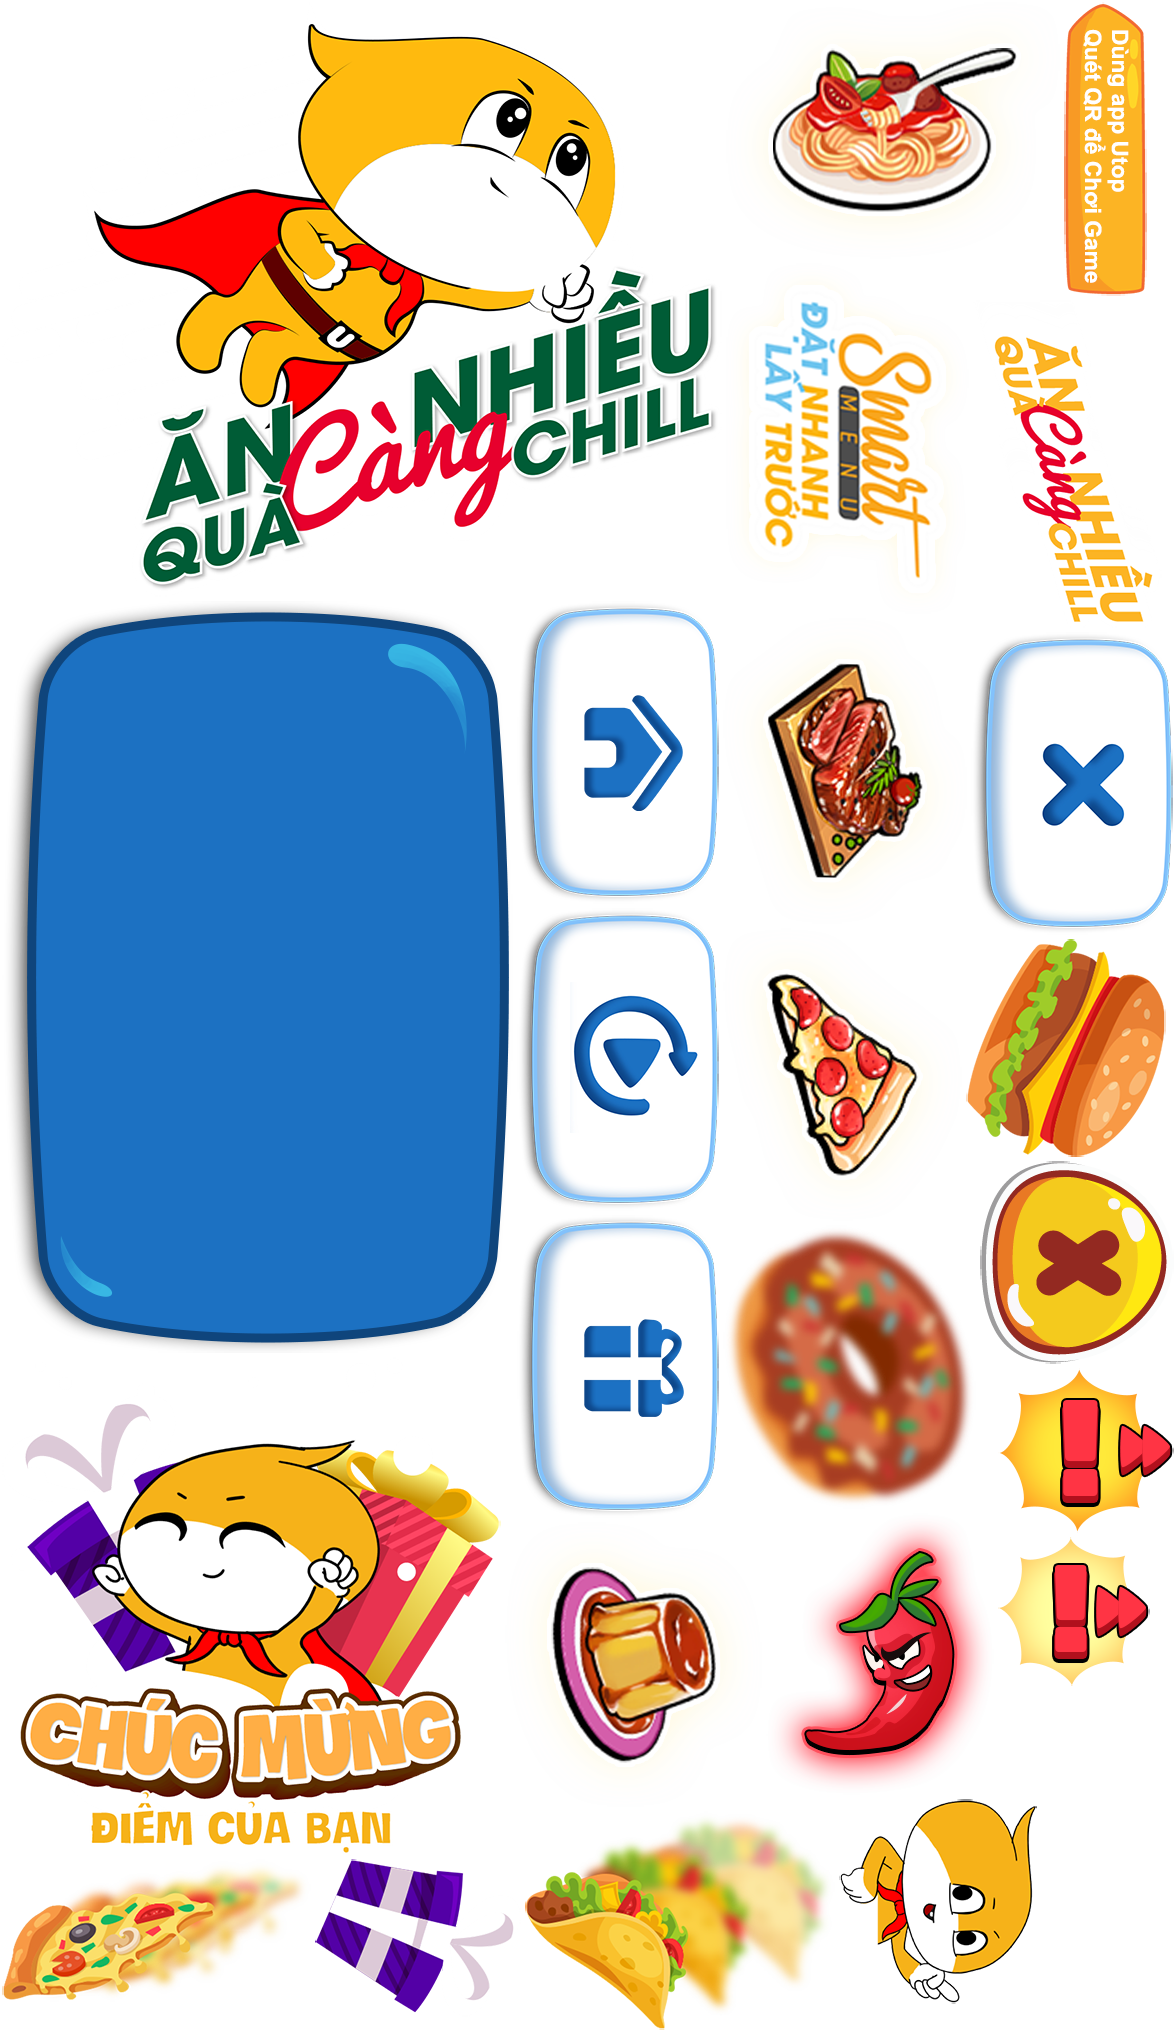 Dùng app Utop
Quét QR để Chơi Game
ĂN NHIỀU
QUÀ Càng CHILL
Smart
MENU
ĐẶT NHANH
LẤY TRƯỚC
ĂN NHIỀU
QUÀ Càng CHILL
U
CHÚC MỪNG
ĐIỂM CỦA BẠN